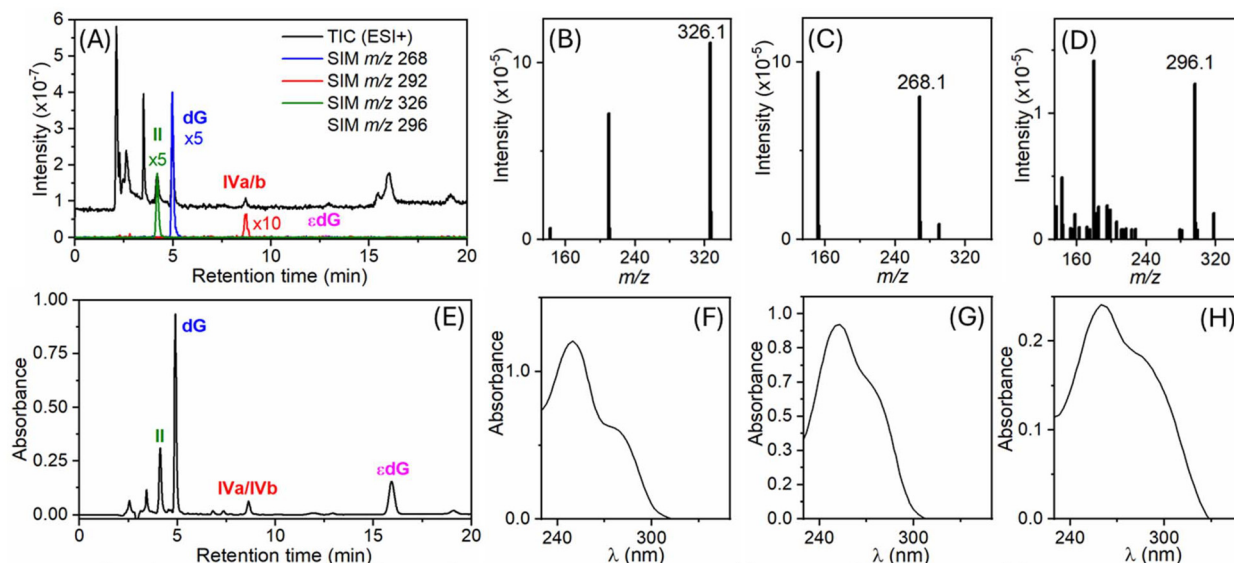 (A)
TIC (ESI+)
SIM m/z 268
SIM m/z 292
SIM m/z 326
SIM m/z 296
II
x5
dG
x5
IVa/b
x10
εdG
6
5
4
3
2
1
0
Intensity (x10⁻⁷)
0 5 10 15 20
Retention time (min)
(B)
326.1
10
0
Intensity (x10⁻⁵)
160 240 320
m/z
(C)
268.1
10
5
0
Intensity (x10⁻⁵)
160 240 320
m/z
(D)
296.1
1
0
Intensity (x10⁻⁵)
160 240 320
m/z
(E)
dG
II
IVa/IVb
εdG
1.00
0.75
0.50
0.25
0.00
Absorbance
0 5 10 15 20
Retention time (min)
(F)
1.0
0.0
Absorbance
240 300
λ (nm)
(G)
1.0
0.8
0.7
0.5
0.3
0.2
0.0
Absorbance
240 300
λ (nm)
(H)
0.2
0.1
0.0
Absorbance
240 300
λ (nm)